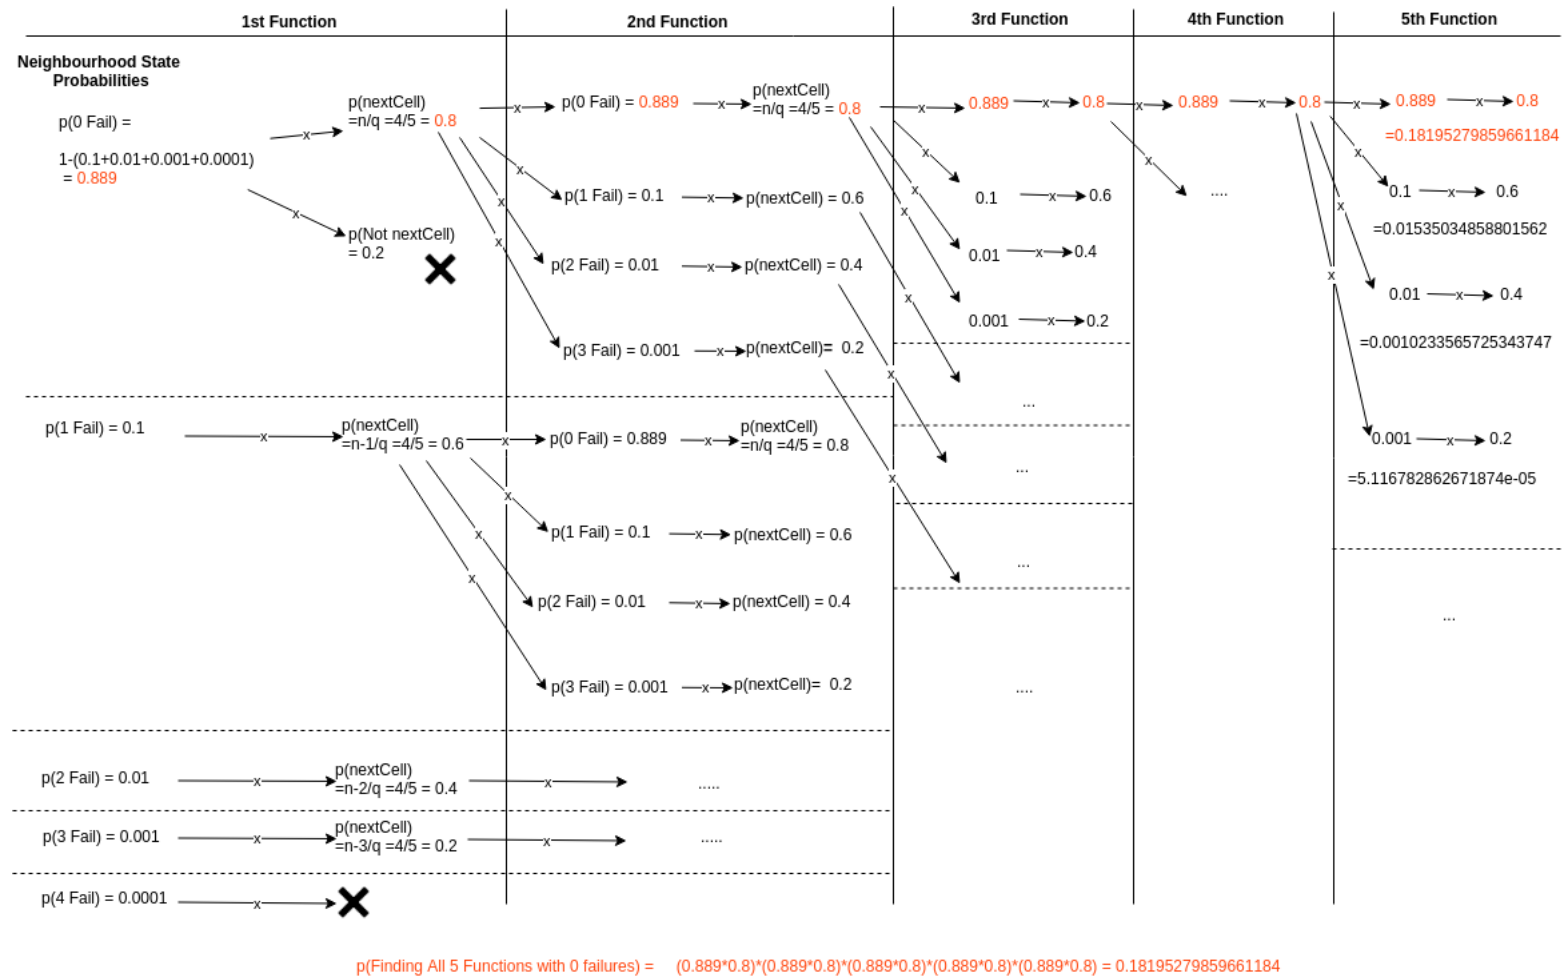 1st Function
2nd Function
3rd Function
4th Function
5th Function
Neighbourhood State
Probabilities
p(0 Fail) =
1-(0.1+0.01+0.001+0.0001)
= 0.889
x
p(nextCell)
=n/q =4/5 = 0.8
x
p(Not nextCell)
= 0.2
x
p(0 Fail) = 0.889
x
p(nextCell)
=n/q =4/5 = 0.8
x
p(1 Fail) = 0.1
x
p(nextCell) = 0.6
x
p(2 Fail) = 0.01
x
p(nextCell) = 0.4
x
p(3 Fail) = 0.001
x
p(nextCell)= 0.2
p(1 Fail) = 0.1
x
p(nextCell)
=n-1/q =4/5 = 0.6
x
p(0 Fail) = 0.889
x
p(nextCell)
=n/q =4/5 = 0.8
x
p(1 Fail) = 0.1
x
p(nextCell) = 0.6
x
p(2 Fail) = 0.01
x
p(nextCell) = 0.4
x
p(3 Fail) = 0.001
x
p(nextCell)= 0.2
p(2 Fail) = 0.01
x
p(nextCell)
=n-2/q =4/5 = 0.4
x
.....
p(3 Fail) = 0.001
x
p(nextCell)
=n-3/q =4/5 = 0.2
x
.....
p(4 Fail) = 0.0001
x
x
0.889
x
0.8
x
0.1
x
0.6
x
0.01
x
0.4
x
0.001
x
0.2
x
...
x
...
x
...
....
x
0.889
x
0.8
x
....
x
0.889
x
0.8
=0.18195279859661184
x
0.1
x
0.6
=0.01535034858801562
x
0.01
x
0.4
=0.0010233565725343747
x
0.001
x
0.2
=5.116782862671874e-05
...
p(Finding All 5 Functions with 0 failures) = (0.889*0.8)*(0.889*0.8)*(0.889*0.8)*(0.889*0.8)*(0.889*0.8) = 0.18195279859661184